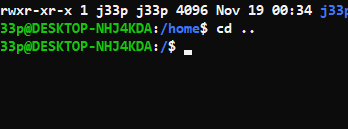 rwxr-xr-x 1 j33p j33p 4096 Nov 19 00:34 j33p
33p@DESKTOP-NHJ4KDA:/home$ cd ..
33p@DESKTOP-NHJ4KDA:/$